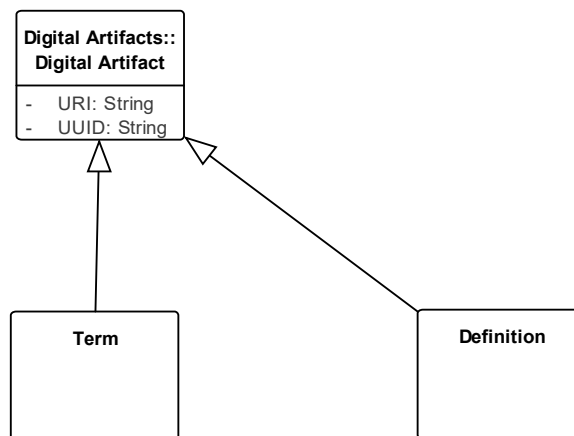 Digital Artifacts::
Digital Artifact
- URI: String
- UUID: String
Term
Definition